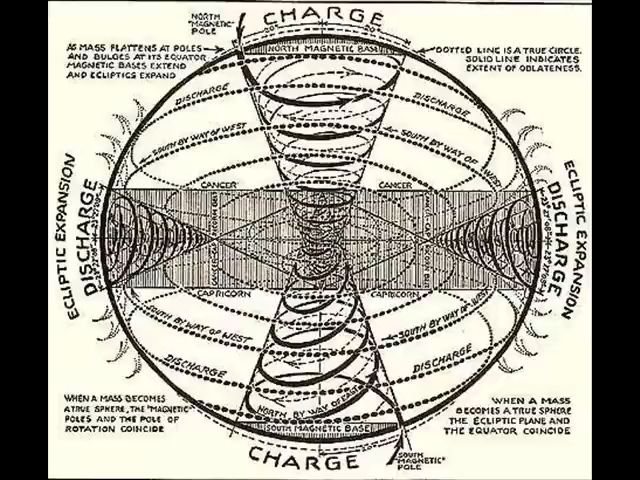 NORTH
"MAGNETIC"
POLE
CHARGE
20° 20°
NORTH MAGNETIC BASE
AS MASS FLATTENS AT POLES
AND BULGES AT ITS EQUATOR
MAGNETIC BASES EXTEND
AND ECLIPTICS EXPAND
DOTTED LINE IS A TRUE CIRCLE.
SOLID LINE INDICATES
EXTENT OF OBLATENESS.
DISCHARGE
DISCHARGE
SOUTH BY WAY OF WEST
SOUTH BY WAY OF WEST
CANCER
CANCER
ECLIPTIC EXPANSION
DISCHARGE
ECLIPTIC EXPANSION
DISCHARGE
CAPRICORN
CAPRICORN
SOUTH BY WAY OF WEST
SOUTH BY WAY OF WEST
DISCHARGE
DISCHARGE
NORTH BY WAY OF EAST
SOUTH MAGNETIC BASE
WHEN A MASS BECOMES
A TRUE SPHERE, THE "MAGNETIC"
POLES AND THE POLE OF
ROTATION COINCIDE
WHEN A MASS
BECOMES A TRUE SPHERE
THE ECLIPTIC PLANE AND
THE EQUATOR COINCIDE
CHARGE
SOUTH
"MAGNETIC"
POLE